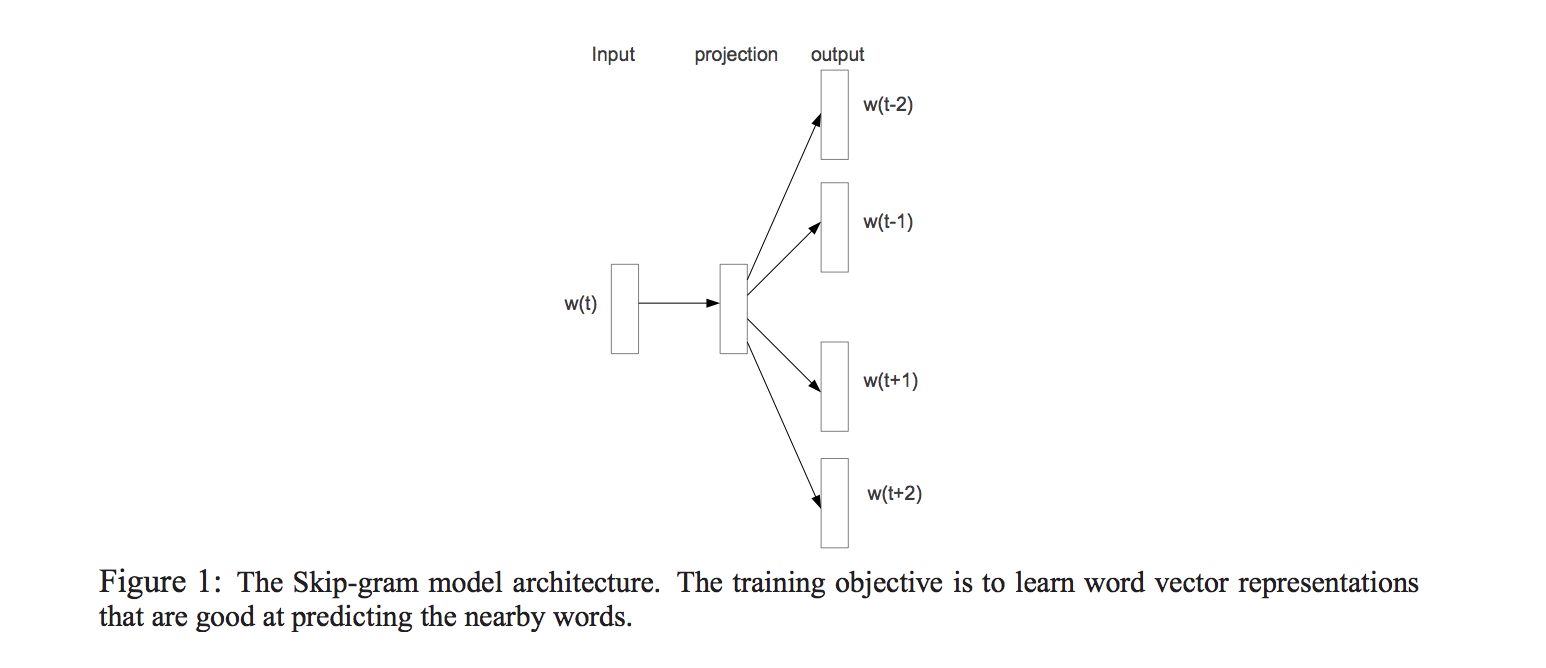 Input projection output
w(t-2)
w(t-1)
w(t)
w(t+1)
w(t+2)
Figure 1: The Skip-gram model architecture. The training objective is to learn word vector representations
that are good at predicting the nearby words.